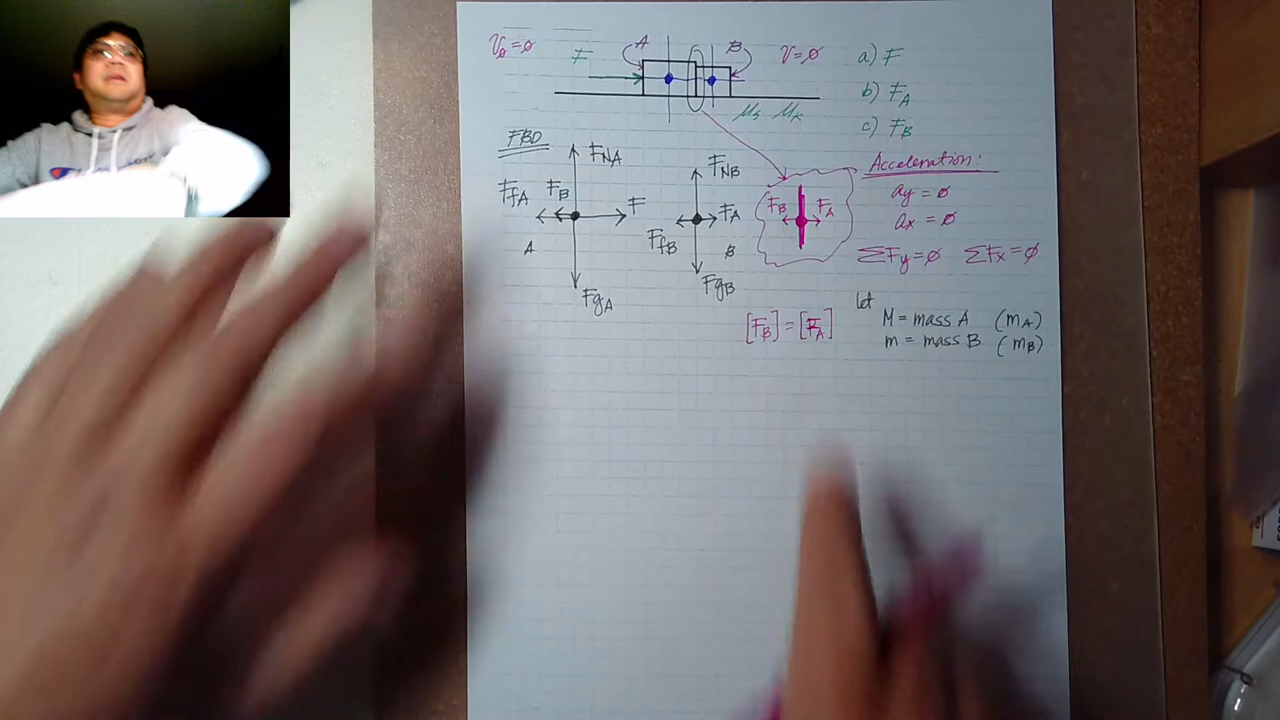 V₀=0 F A B V=0
μs μk
a) F
b) F_A
c) F_B
FBD
F_NA
F_fA F_B F
A
F_gA
F_NB
F_fB F_A
B
F_gB
F_B F_A
Acceleration:
ay = 0
ax = 0
ΣFy=0 ΣFx=0
[F_B] = [F_A]
let
M = mass A (m_A)
m = mass B (m_B)